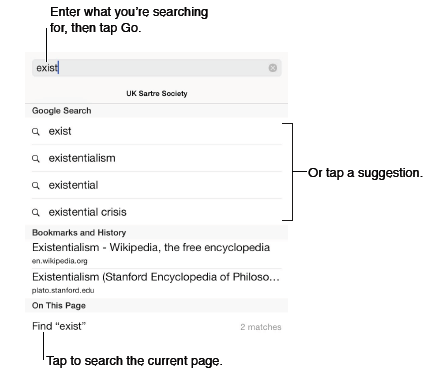 Enter what you're searching
for, then tap Go.
exist
UK Sartre Society
Google Search
exist
existentialism
existential
existential crisis
Or tap a suggestion.
Bookmarks and History
Existentialism - Wikipedia, the free encyclopedia
en.wikipedia.org
Existentialism (Stanford Encyclopedia of Philoso...
plato.stanford.edu
On This Page
Find "exist"
2 matches
Tap to search the current page.